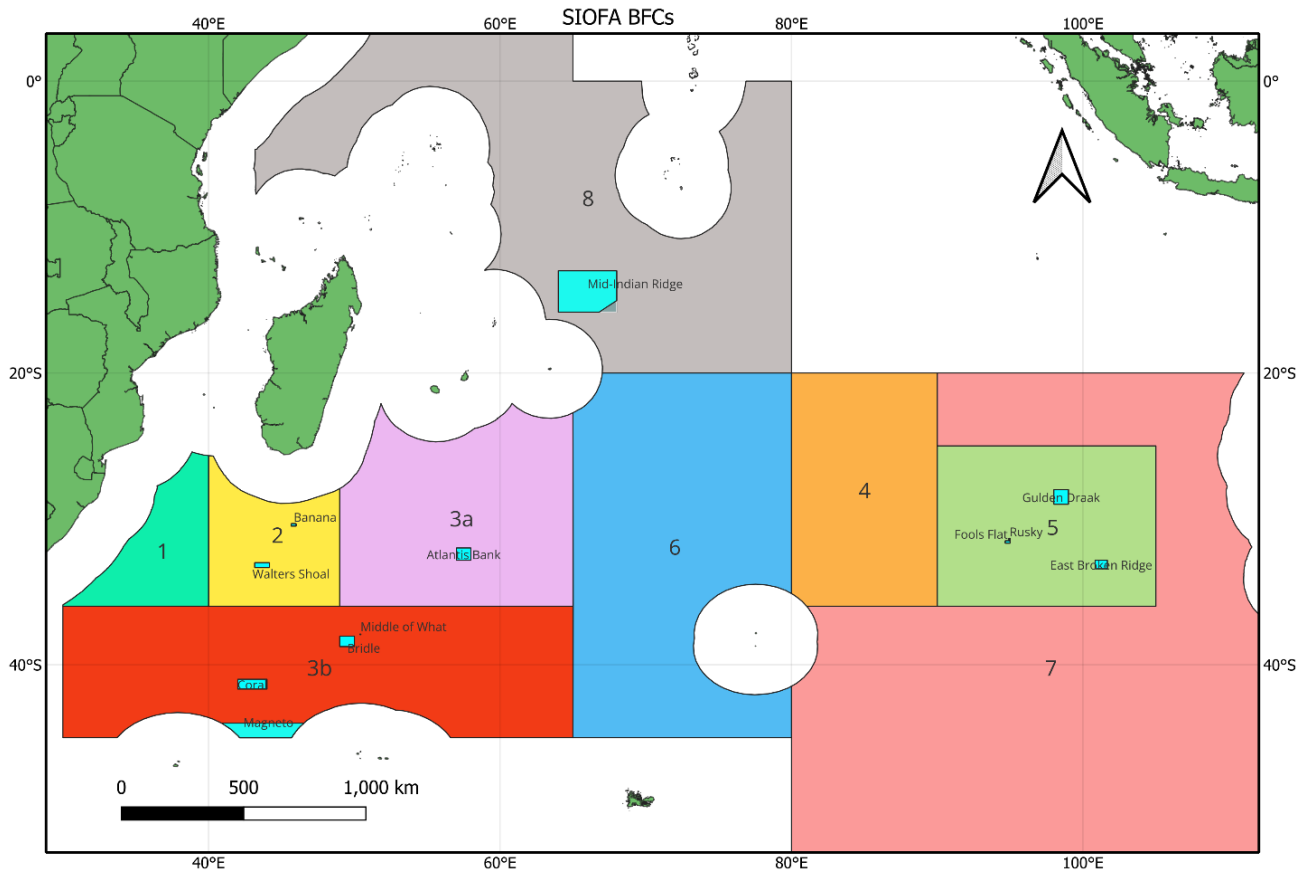 SIOFA BFCs
40°E 60°E 80°E 100°E
0° 0°
8
Mid-Indian Ridge
20°S 20°S
4
Gulden Draak
3a
Banana
5
2
Fools Flat Rusky
1
6
Atlantis Bank
East Broken Ridge
Walters Shoal
Middle of What
Bridle
40°S 3b 7 40°S
Coral
Magneto
0 500 1,000 km
40°E 60°E 80°E 100°E